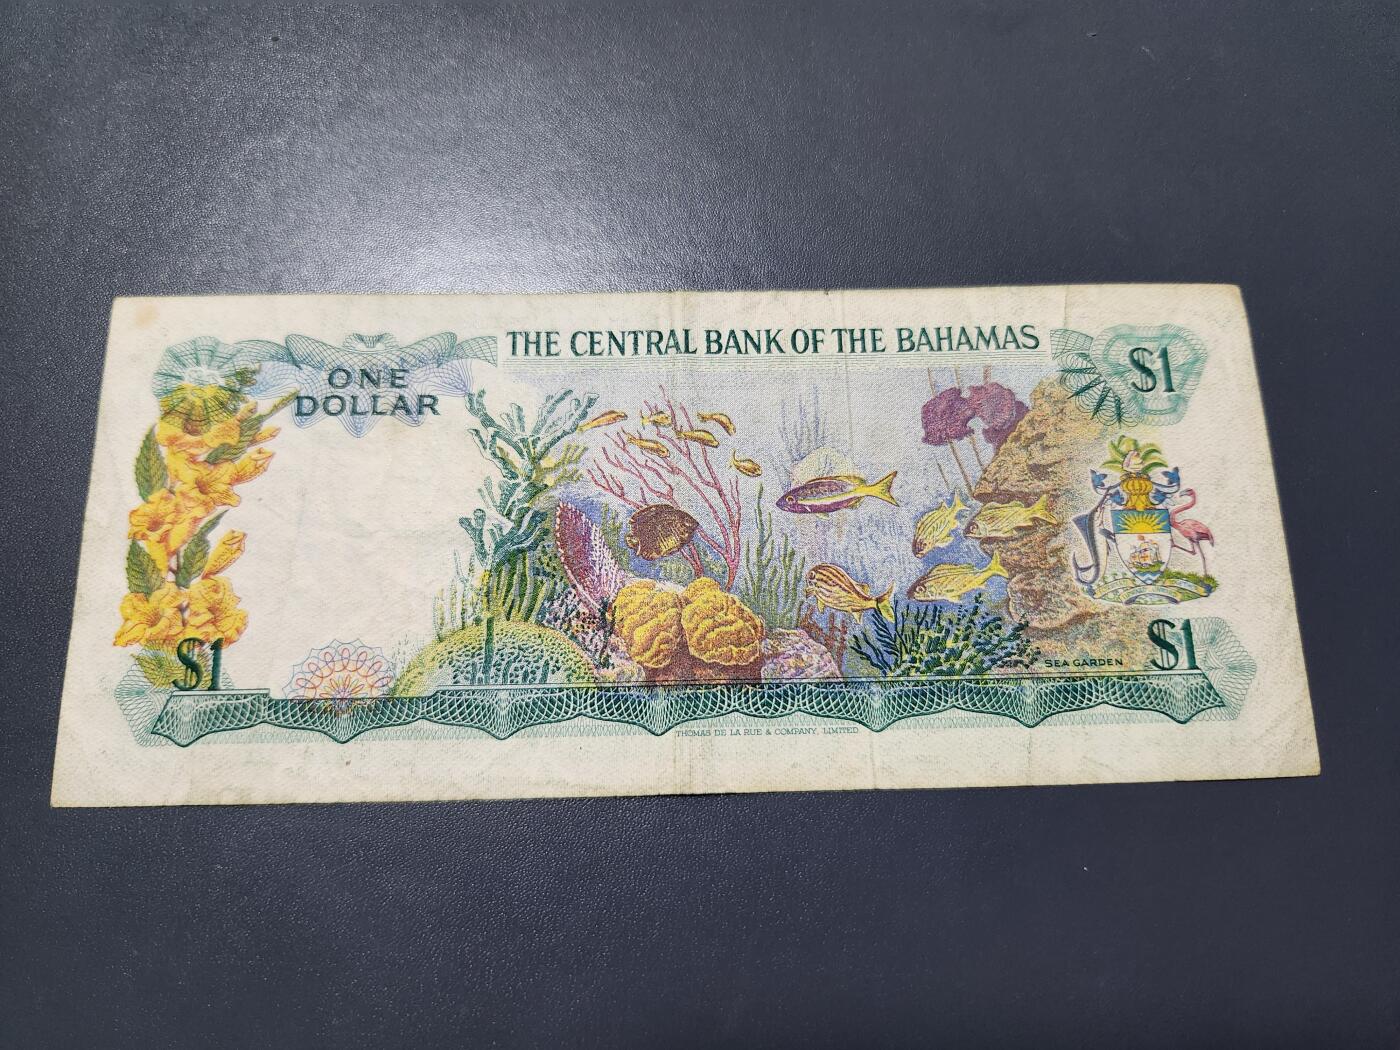 THE CENTRAL BANK OF THE BAHAMAS
$1
ONE
DOLLAR
$1
SEA GARDEN
$1
THOMAS DE LA RUE & COMPANY, LIMITED